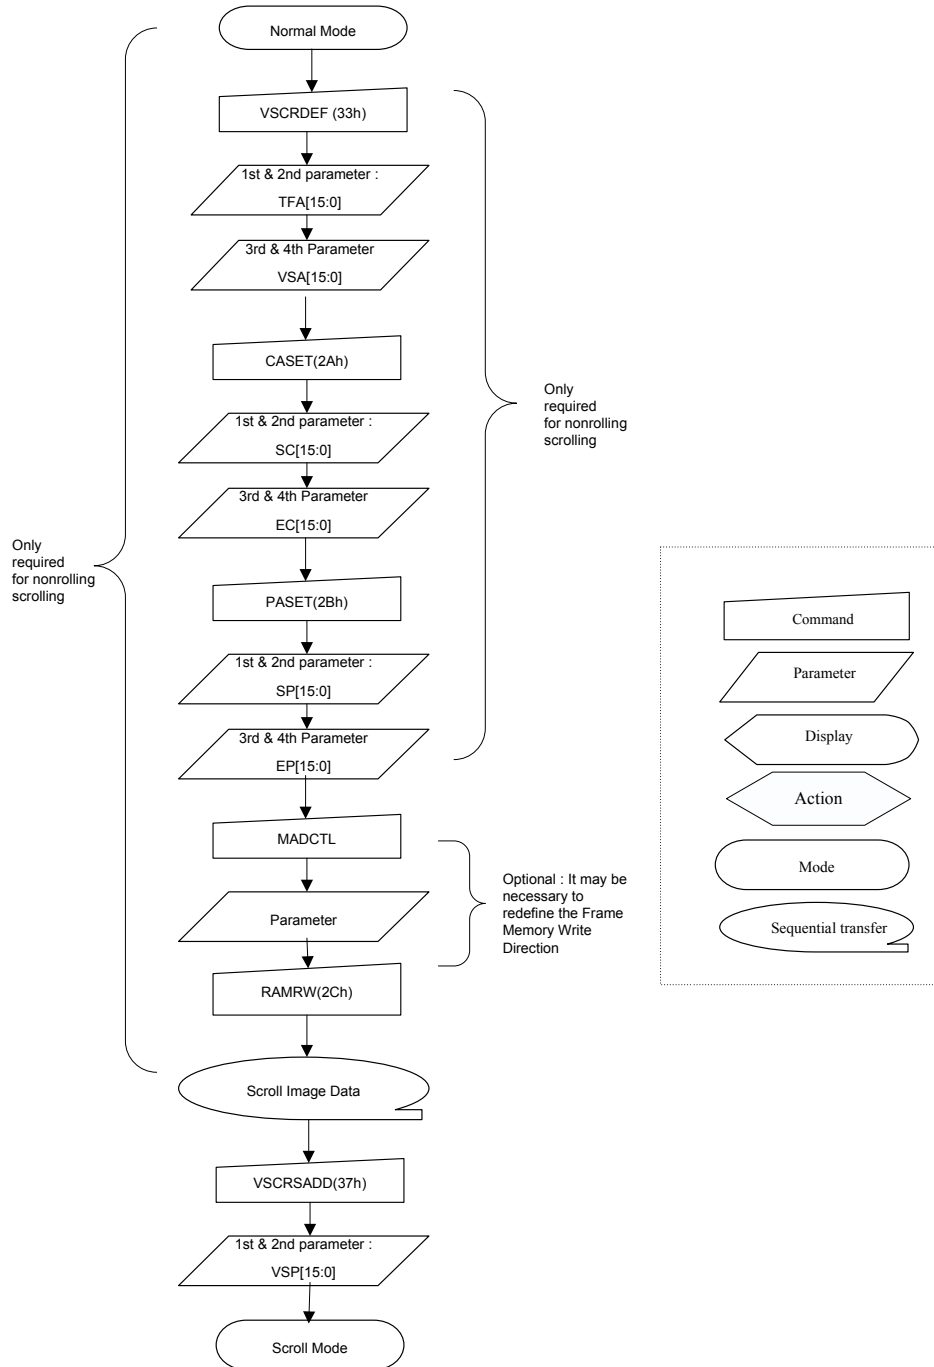 Normal Mode
VSCRDEF (33h)
1st & 2nd parameter :
TFA[15:0]
3rd & 4th Parameter
VSA[15:0]
CASET(2Ah)
1st & 2nd parameter :
SC[15:0]
3rd & 4th Parameter
EC[15:0]
PASET(2Bh)
1st & 2nd parameter :
SP[15:0]
3rd & 4th Parameter
EP[15:0]
MADCTL
Parameter
RAMRW(2Ch)
Scroll Image Data
VSCRSADD(37h)
1st & 2nd parameter :
VSP[15:0]
Scroll Mode
Only
required
for nonrolling
scrolling
Only
required
for nonrolling
scrolling
Optional : It may be
necessary to
redefine the Frame
Memory Write
Direction
Command
Parameter
Display
Action
Mode
Sequential transfer